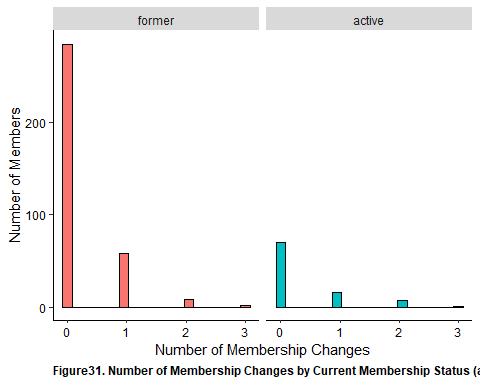 former active
Number of Members
200
100
0
0 1 2 3 0 1 2 3
Number of Membership Changes
Figure31. Number of Membership Changes by Current Membership Status (a